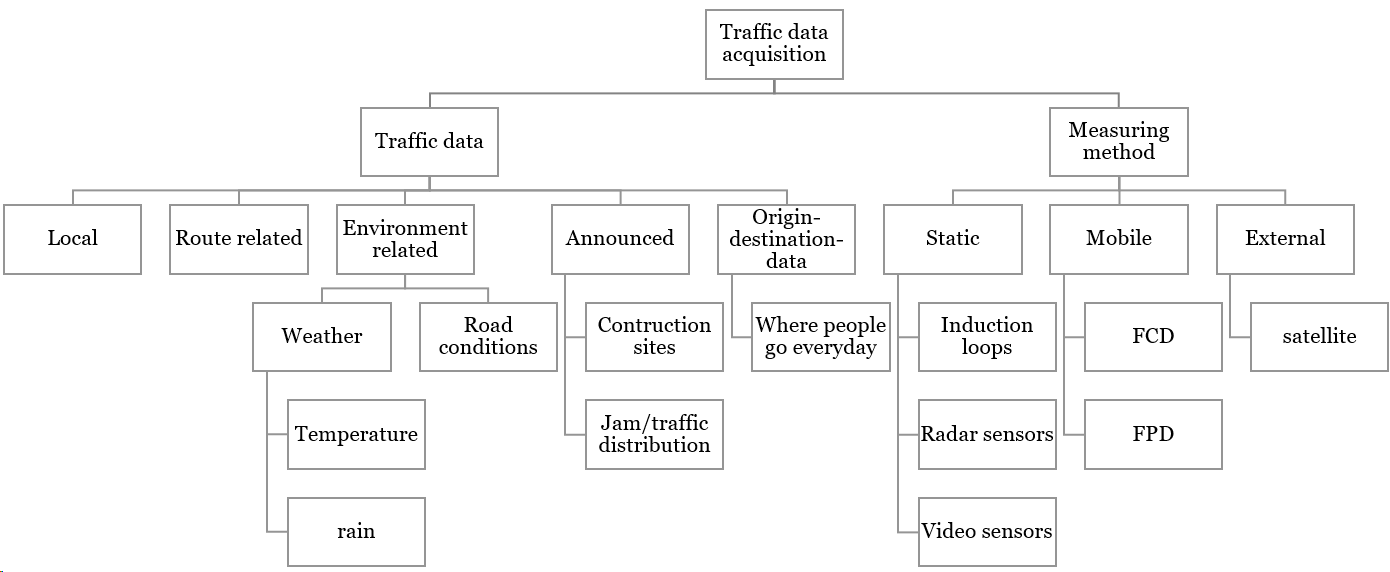 Traffic data
acquisition
Traffic data
Measuring
method
Local
Route related
Environment
related
Announced
Origin-
destination-
data
Static
Mobile
External
Weather
Road
conditions
Contruction
sites
Where people
go everyday
Induction
loops
FCD
satellite
Temperature
Jam/traffic
distribution
Radar sensors
FPD
rain
Video sensors